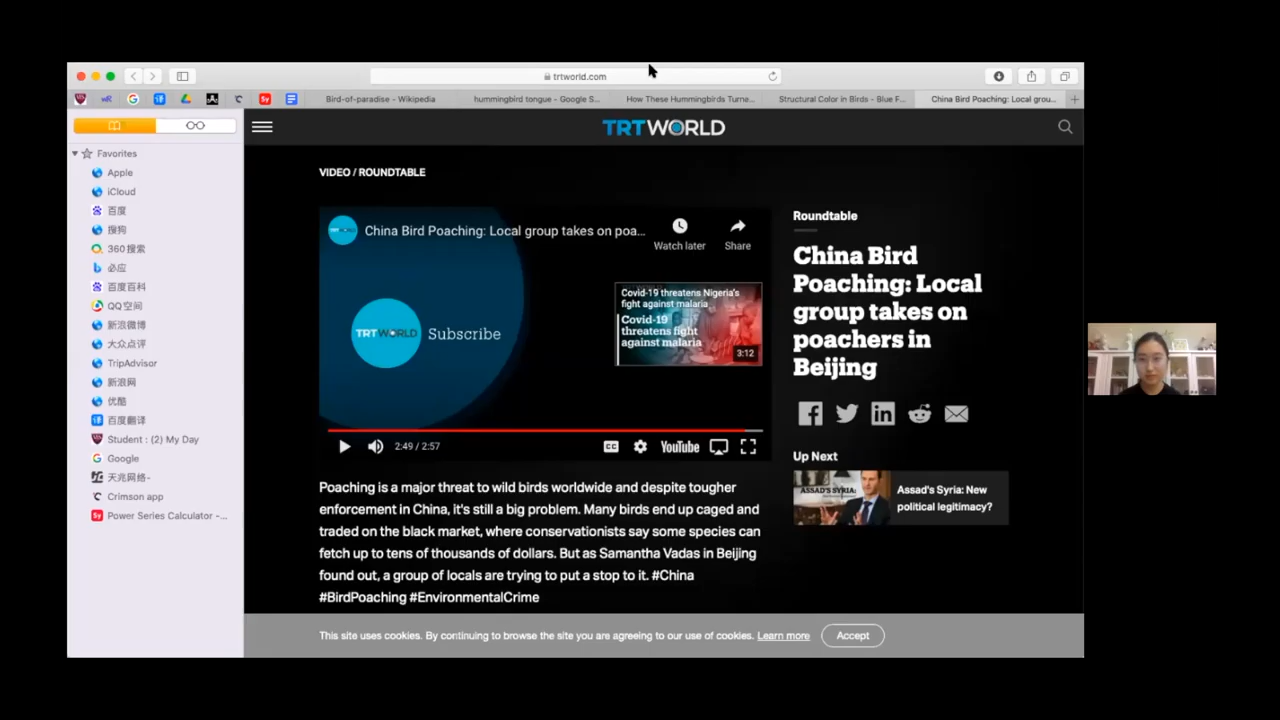 trtworld.com
Bird-of-paradise - Wikipedia
hummingbird tongue - Google S...
How These Hummingbirds Turne...
Structural Color in Birds - Blue F...
China Bird Poaching: Local grou...
Favorites
Apple
iCloud
百度
搜狗
360搜索
必应
百度百科
QQ空间
新浪微博
大众点评
TripAdvisor
新浪网
优酷
百度翻译
Student : (2) My Day
Google
天兆网络-
Crimson app
Power Series Calculator -...
TRTWORLD
VIDEO / ROUNDTABLE
China Bird Poaching: Local group takes on poa...
Watch later
Share
TRTWORLD
Subscribe
Covid-19 threatens Nigeria's
fight against malaria
Covid-19
threatens fight
against malaria
3:12
2:49 / 2:57
CC
YouTube
Poaching is a major threat to wild birds worldwide and despite tougher
enforcement in China, it's still a big problem. Many birds end up caged and
traded on the black market, where conservationists say some species can
fetch up to tens of thousands of dollars. But as Samantha Vadas in Beijing
found out, a group of locals are trying to put a stop to it. #China
#BirdPoaching #EnvironmentalCrime
Roundtable
China Bird
Poaching: Local
group takes on
poachers in
Beijing
Up Next
ASSAD'S SYRIA:
Assad's Syria: New
political legitimacy?
This site uses cookies. By continuing to browse the site you are agreeing to our use of cookies. Learn more
Accept